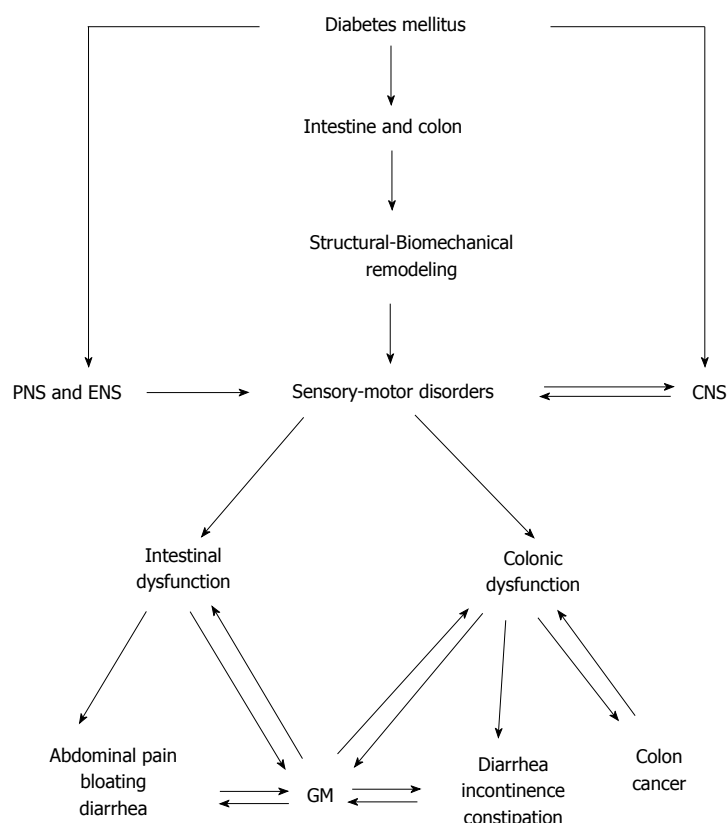 Diabetes mellitus
Intestine and colon
Structural-Biomechanical
remodeling
PNS and ENS
Sensory-motor disorders
CNS
Intestinal
dysfunction
Colonic
dysfunction
Abdominal pain
bloating
diarrhea
GM
Diarrhea
incontinence
constipation
Colon
cancer